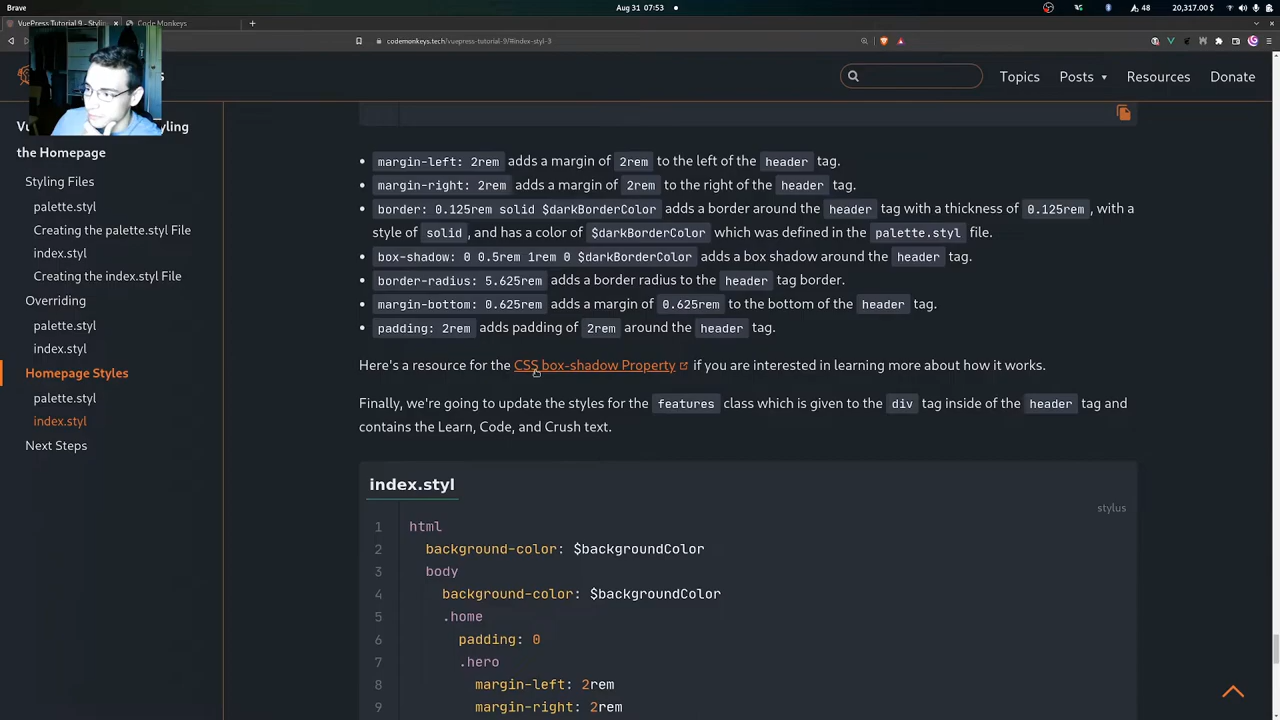 Brave
Aug 31 07:53
48
20,317.00 $
VuePress Tutorial 9 - Styling
Code Monkeys
codemonkeys.tech/vuepress-tutorial-9/#index-styl-3
Topics
Posts
Resources
Donate
the Homepage
Styling Files
palette.styl
Creating the palette.styl File
index.styl
Creating the index.styl File
Overriding
palette.styl
index.styl
Homepage Styles
palette.styl
index.styl
Next Steps
• margin-left: 2rem adds a margin of 2rem to the left of the header tag.
• margin-right: 2rem adds a margin of 2rem to the right of the header tag.
• border: 0.125rem solid $darkBorderColor adds a border around the header tag with a thickness of 0.125rem, with a
style of solid, and has a color of $darkBorderColor which was defined in the palette.styl file.
• box-shadow: 0 0.5rem 1rem 0 $darkBorderColor adds a box shadow around the header tag.
• border-radius: 5.625rem adds a border radius to the header tag border.
• margin-bottom: 0.625rem adds a margin of 0.625rem to the bottom of the header tag.
• padding: 2rem adds padding of 2rem around the header tag.
Here's a resource for the CSS box-shadow Property if you are interested in learning more about how it works.
Finally, we're going to update the styles for the features class which is given to the div tag inside of the header tag and
contains the Learn, Code, and Crush text.
index.styl
stylus
1 html
2 background-color: $backgroundColor
3 body
4 background-color: $backgroundColor
5 .home
6 padding: 0
7 .hero
8 margin-left: 2rem
9 margin-right: 2rem